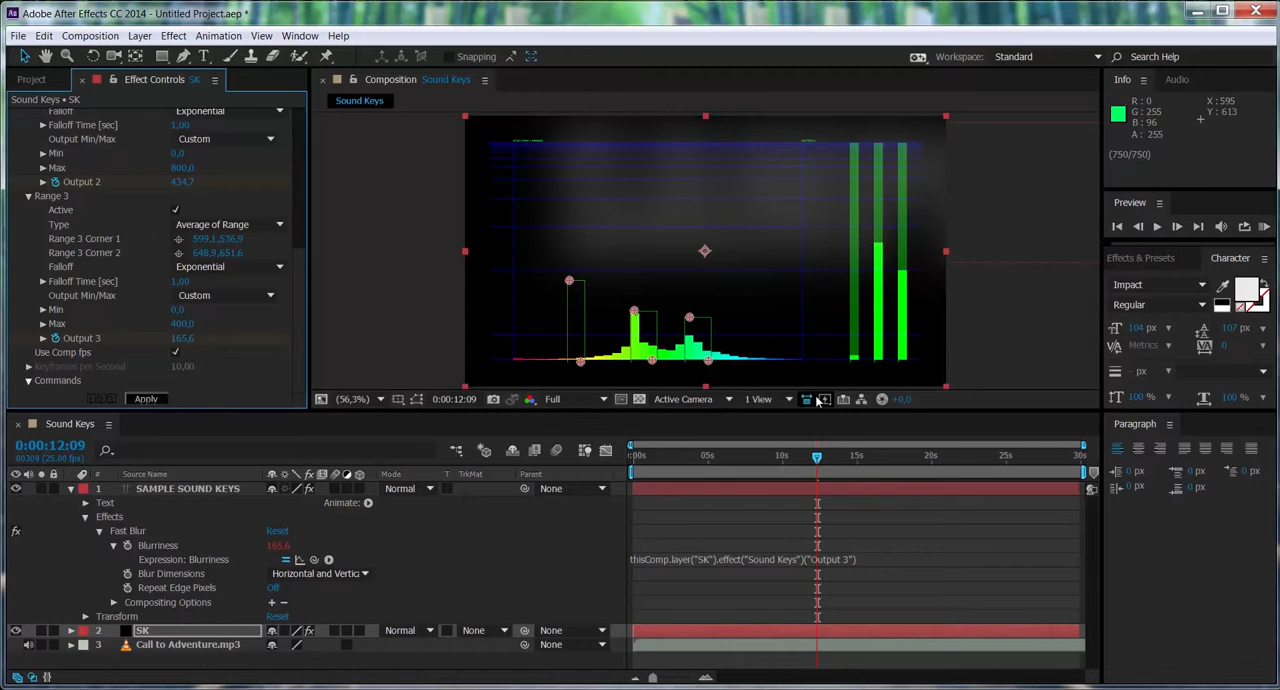 Adobe After Effects CC 2014 - Untitled Project.aep *
File Edit Composition Layer Effect Animation View Window Help
Snapping Workspace: Standard Search Help
Project Effect Controls SK
Composition Sound Keys
Info Audio
Sound Keys • SK
Sound Keys
Falloff Exponential
Falloff Time [sec] 1,00
Output Min/Max Custom
Min 0,0
Max 800,0
Output 2 434,7
Range 3
Active
Type Average of Range
Range 3 Corner 1 599,1,536,9
Range 3 Corner 2 648,9,651,6
Falloff Exponential
Falloff Time [sec] 1,00
Output Min/Max Custom
Min 0,0
Max 400,0
Output 3 165,6
Use Comp fps
Keyframes per Second 10,00
Commands
Apply
R : 0 X : 595
G : 255 Y : 613
B : 96
A : 255
(750/750)
Preview
Effects & Presets Character
Impact
Regular
104 px 107 px
Metrics 0
px
100 % 100 %
Paragraph
0 px 0 px 0 px
0 px 0 px
(56,3%) 0:00:12:09 Full Active Camera 1 View +0,0
Sound Keys
0:00:12:09
00309 (25.00 fps)
:00s 05s 10s 15s 20s 25s 30s
# Source Name Mode T TrkMat Parent
1 T SAMPLE SOUND KEYS Normal None
Text Animate:
Effects
fx Fast Blur Reset
Blurriness 165,6
Expression: Blurriness thisComp.layer("SK").effect("Sound Keys")("Output 3")
Blur Dimensions Horizontal and Vertic
Repeat Edge Pixels Off
Compositing Options + −
Transform Reset
2 SK Normal None None
3 Call to Adventure.mp3 None